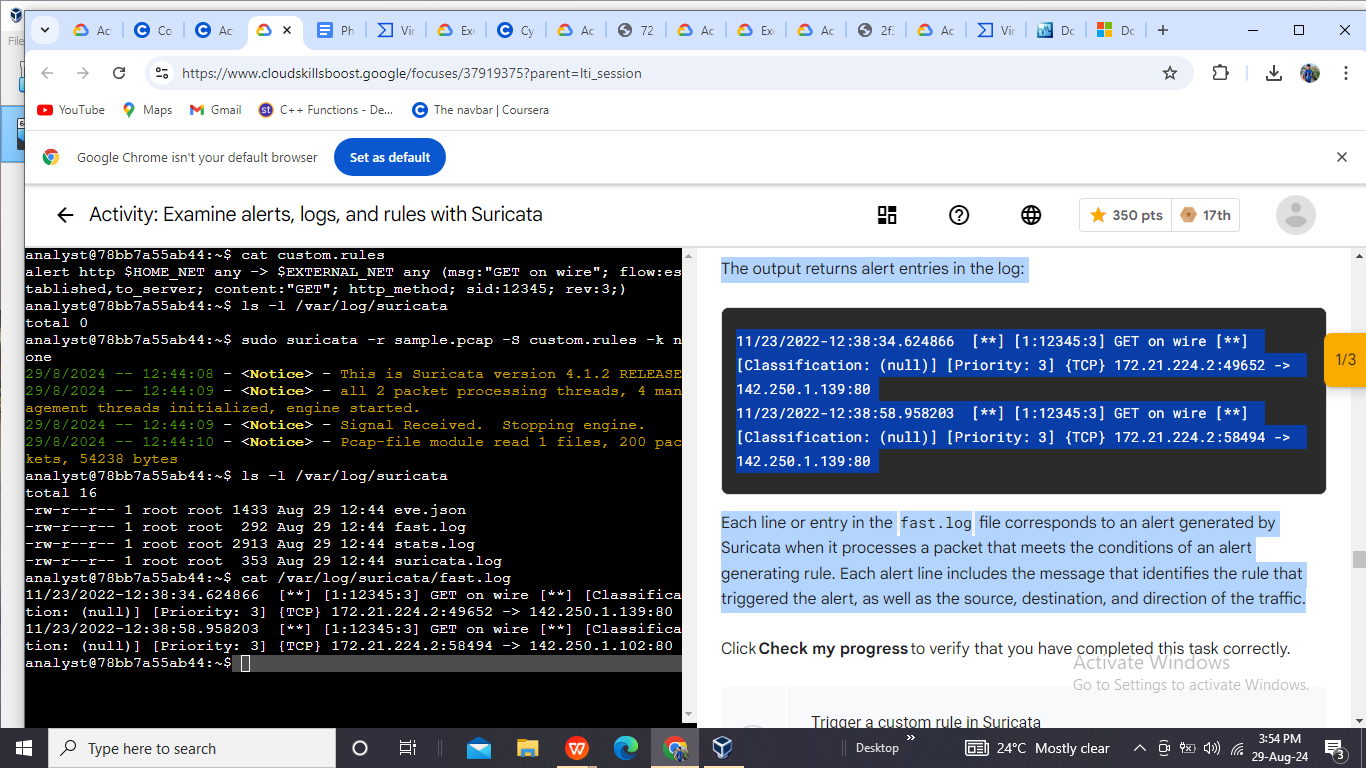 File
Ac
Co
Ac
Ph
Vir
Ex
Cy
Ac
72
Ac
Ex
Ac
2f
Ac
Vir
Dc
Dc
https://www.cloudskillsboost.google/focuses/37919375?parent=lti_session
YouTube
Maps
Gmail
C++ Functions - De...
The navbar | Coursera
Google Chrome isn't your default browser
Set as default
Activity: Examine alerts, logs, and rules with Suricata
350 pts
17th
analyst@78bb7a55ab44:~$ cat custom.rules
alert http $HOME_NET any -> $EXTERNAL_NET any (msg:"GET on wire"; flow:es
tablished,to_server; content:"GET"; http_method; sid:12345; rev:3;)
analyst@78bb7a55ab44:~$ ls -l /var/log/suricata
total 0
analyst@78bb7a55ab44:~$ sudo suricata -r sample.pcap -S custom.rules -k n
one
29/8/2024 -- 12:44:08 - <Notice> - This is Suricata version 4.1.2 RELEASE
29/8/2024 -- 12:44:09 - <Notice> - all 2 packet processing threads, 4 man
agement threads initialized, engine started.
29/8/2024 -- 12:44:09 - <Notice> - Signal Received.  Stopping engine.
29/8/2024 -- 12:44:10 - <Notice> - Pcap-file module read 1 files, 200 pac
kets, 54238 bytes
analyst@78bb7a55ab44:~$ ls -l /var/log/suricata
total 16
-rw-r--r-- 1 root root 1433 Aug 29 12:44 eve.json
-rw-r--r-- 1 root root  292 Aug 29 12:44 fast.log
-rw-r--r-- 1 root root 2913 Aug 29 12:44 stats.log
-rw-r--r-- 1 root root  353 Aug 29 12:44 suricata.log
analyst@78bb7a55ab44:~$ cat /var/log/suricata/fast.log
11/23/2022-12:38:34.624866  [**] [1:12345:3] GET on wire [**] [Classifica
tion: (null)] [Priority: 3] {TCP} 172.21.224.2:49652 -> 142.250.1.139:80
11/23/2022-12:38:58.958203  [**] [1:12345:3] GET on wire [**] [Classifica
tion: (null)] [Priority: 3] {TCP} 172.21.224.2:58494 -> 142.250.1.102:80
analyst@78bb7a55ab44:~$
The output returns alert entries in the log:
11/23/2022-12:38:34.624866  [**] [1:12345:3] GET on wire [**]
[Classification: (null)] [Priority: 3] {TCP} 172.21.224.2:49652 ->
142.250.1.139:80
11/23/2022-12:38:58.958203  [**] [1:12345:3] GET on wire [**]
[Classification: (null)] [Priority: 3] {TCP} 172.21.224.2:58494 ->
142.250.1.139:80
1/3
Each line or entry in the fast.log file corresponds to an alert generated by
Suricata when it processes a packet that meets the conditions of an alert
generating rule. Each alert line includes the message that identifies the rule that
triggered the alert, as well as the source, destination, and direction of the traffic.
Click Check my progress to verify that you have completed this task correctly.
Activate Windows
Go to Settings to activate Windows.
Trigger a custom rule in Suricata
Type here to search
Desktop
24°C Mostly clear
3:54 PM
29-Aug-24
3